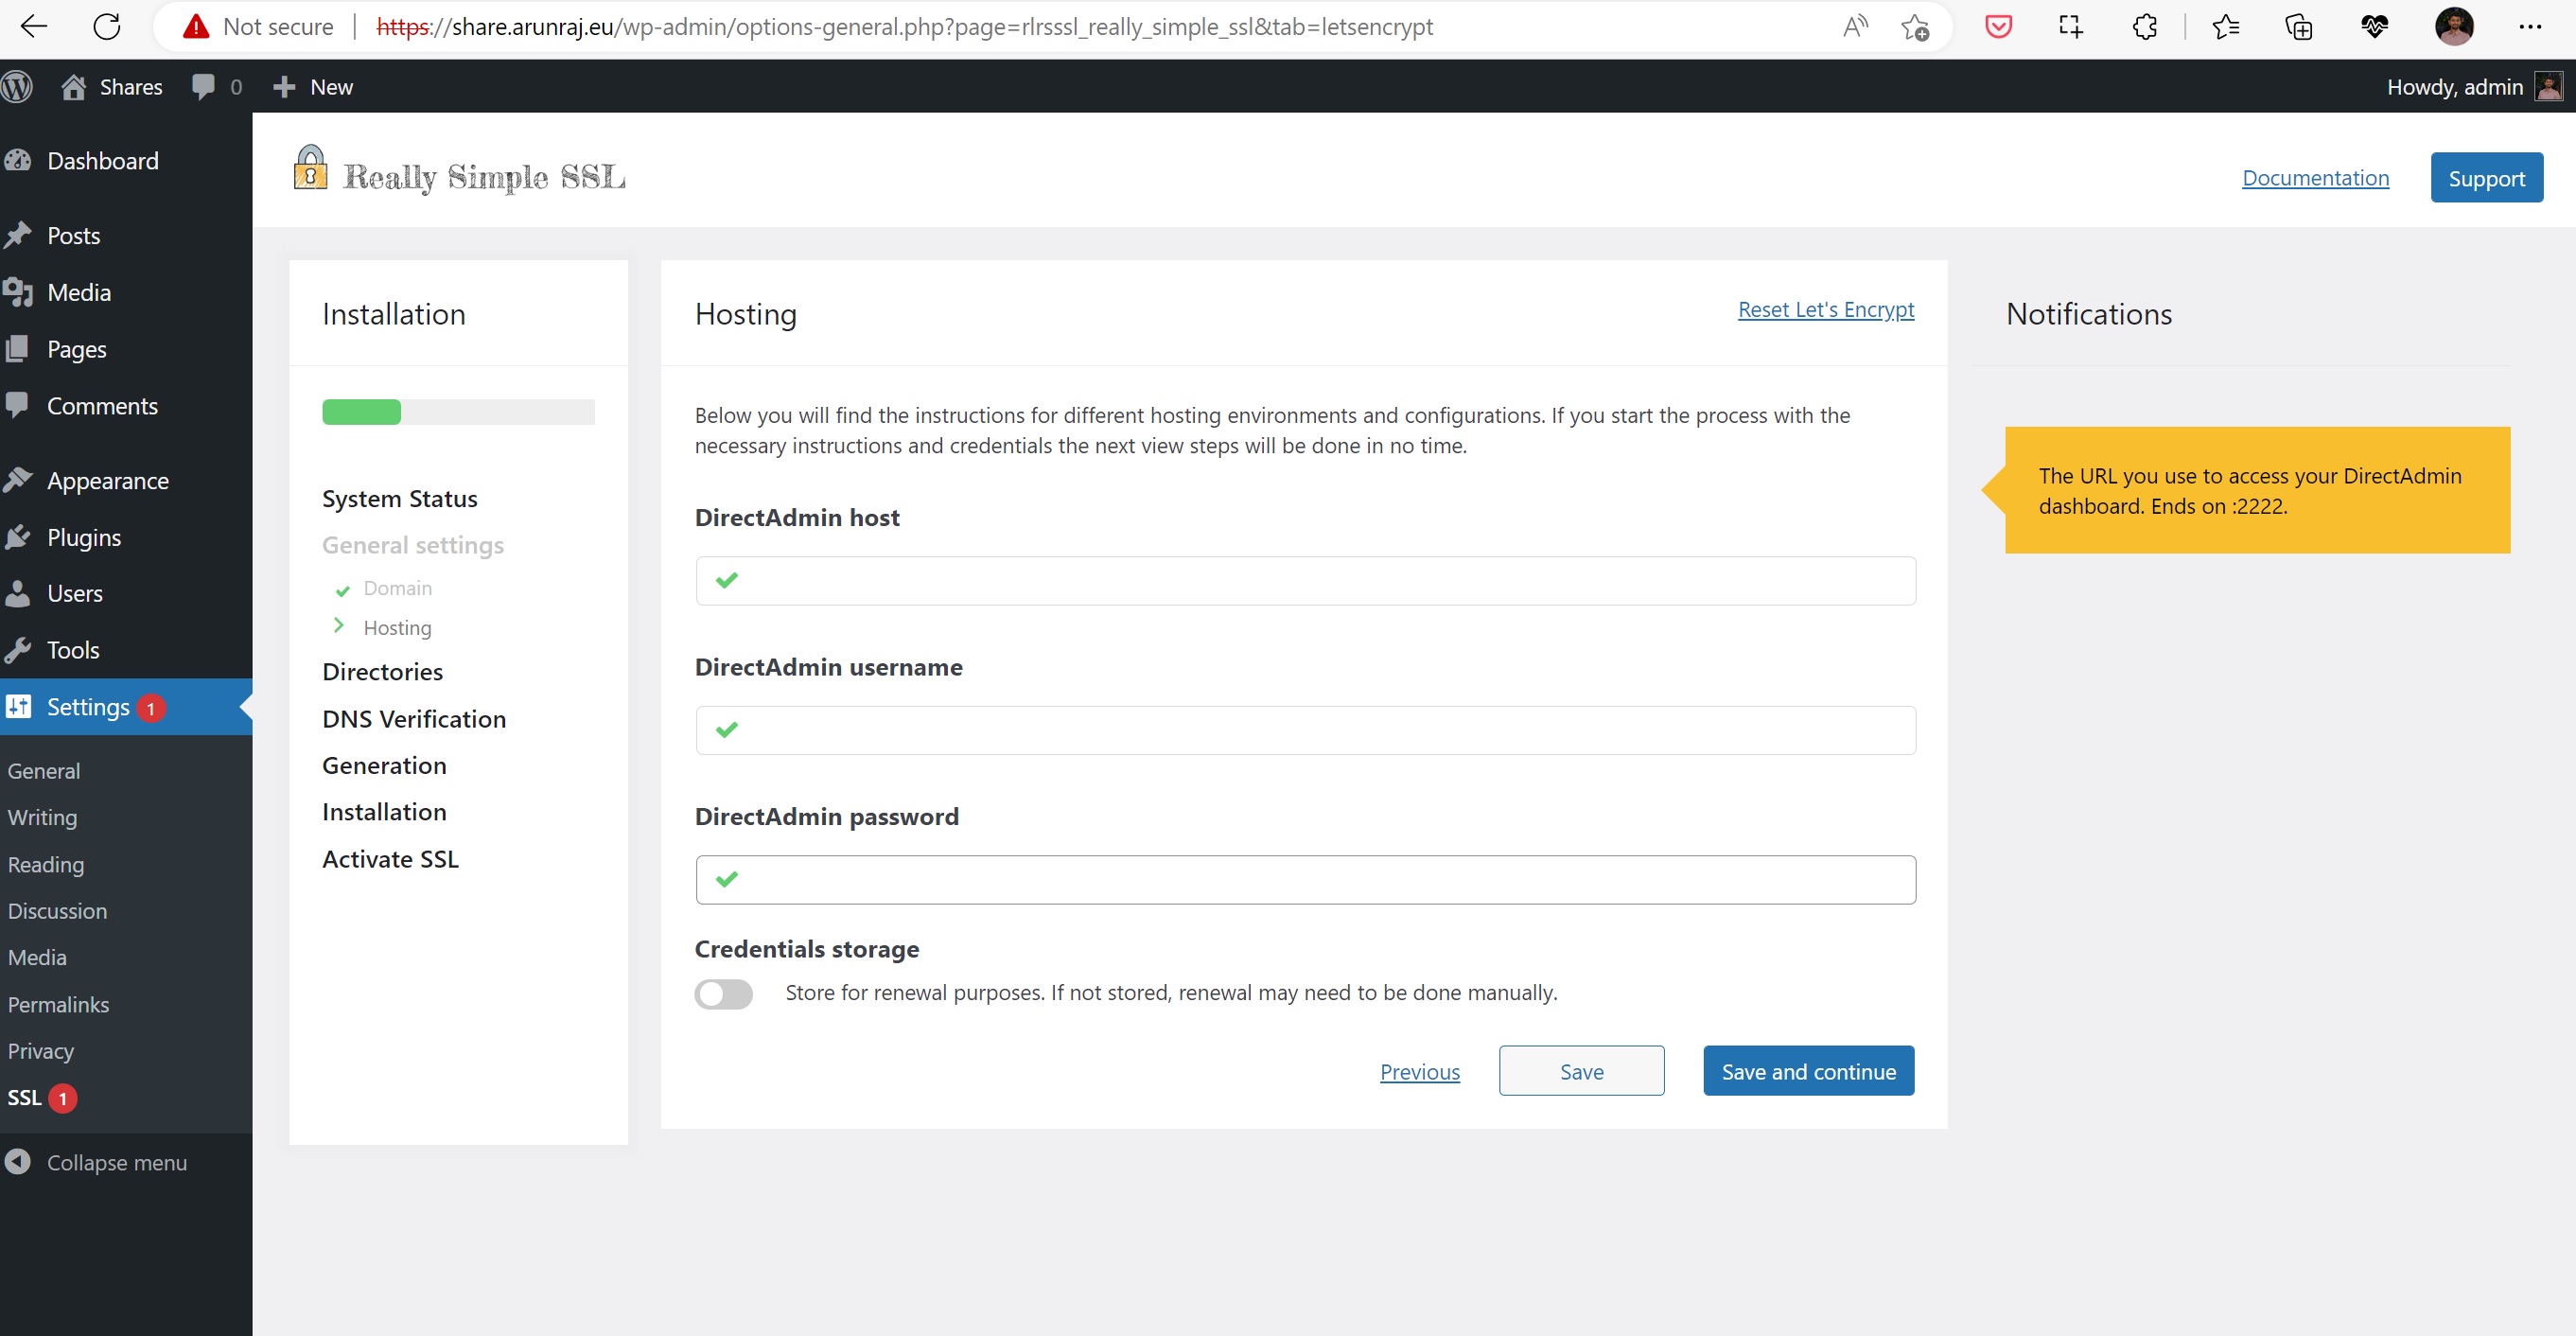 Not secure
https://share.arunraj.eu/wp-admin/options-general.php?page=rlrsssl_really_simple_ssl&tab=letsencrypt
Shares
0
New
Howdy, admin
Dashboard
Posts
Media
Pages
Comments
Appearance
Plugins
Users
Tools
Settings 1
General
Writing
Reading
Discussion
Media
Permalinks
Privacy
SSL 1
Collapse menu
Really Simple SSL
Documentation
Support
Installation
System Status
General settings
Domain
Hosting
Directories
DNS Verification
Generation
Installation
Activate SSL
Hosting
Reset Let's Encrypt
Below you will find the instructions for different hosting environments and configurations. If you start the process with the
necessary instructions and credentials the next view steps will be done in no time.
DirectAdmin host
DirectAdmin username
DirectAdmin password
Credentials storage
Store for renewal purposes. If not stored, renewal may need to be done manually.
Previous
Save
Save and continue
Notifications
The URL you use to access your DirectAdmin
dashboard. Ends on :2222.